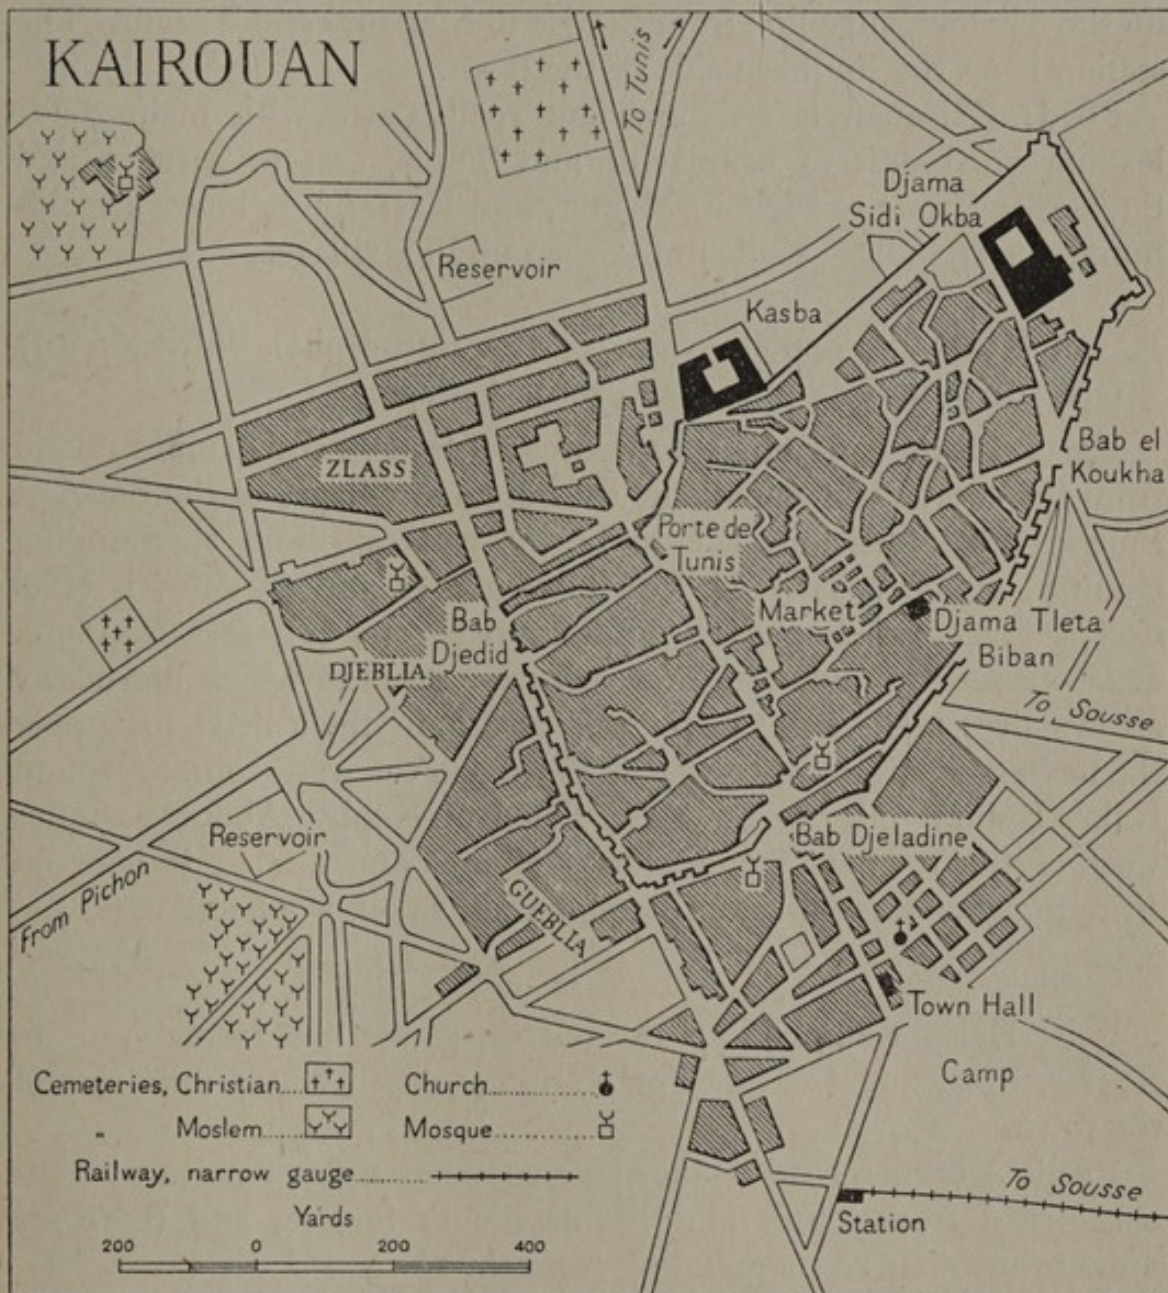 KAIROUAN
To Tunis
Djama
Sidi Okba
Reservoir
Kasba
ZLASS
Bab el
Koukha
Porte de
Tunis
Market
Bab
Djedid
Djama Tleta
Biban
DJEBLIA
To Sousse
Reservoir
Bab Djeladine
From Pichon
GUEBLIA
Town Hall
Camp
Cemeteries, Christian
„ Moslem
Church
Mosque
Railway, narrow gauge
To Sousse
Station
Yards
200 0 200 400